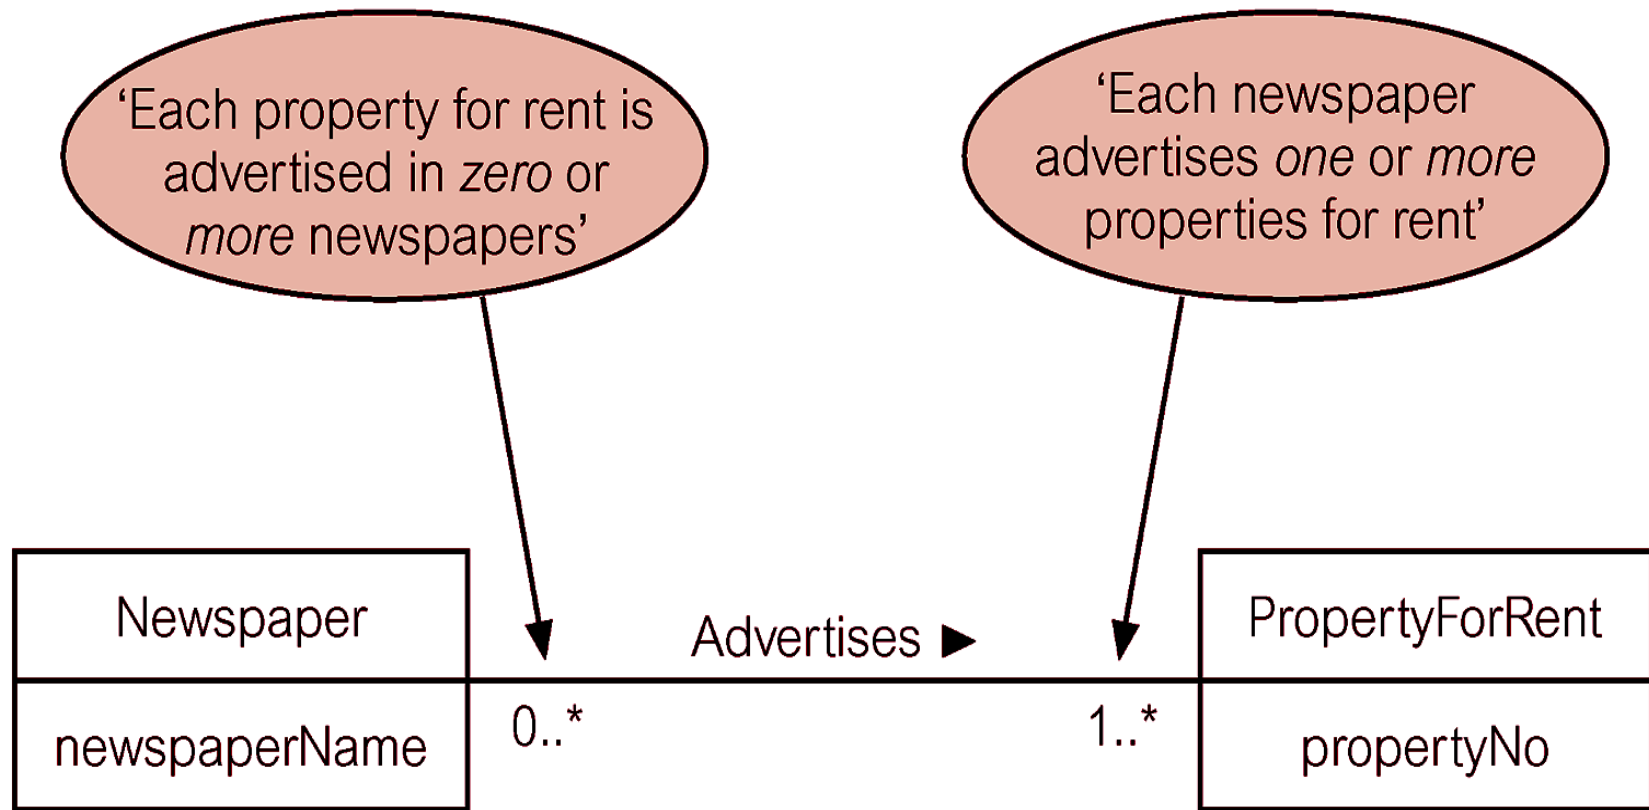 ‘Each property for rent is
advertised in zero or
more newspapers’
‘Each newspaper
advertises one or more
properties for rent’
Newspaper
newspaperName
0..*
Advertises ►
1..*
PropertyForRent
propertyNo